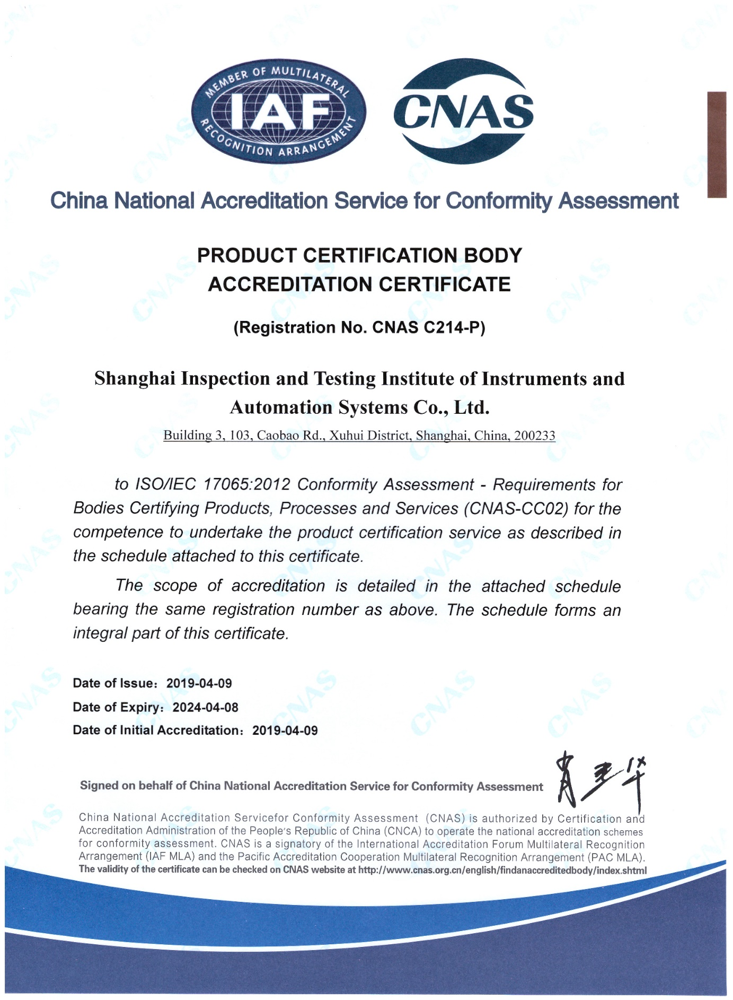 MEMBER OF MULTILATERAL
IAF
RECOGNITION ARRANGEMENT
CNAS
China National Accreditation Service for Conformity Assessment
PRODUCT CERTIFICATION BODY
ACCREDITATION CERTIFICATE
(Registration No. CNAS C214-P)
Shanghai Inspection and Testing Institute of Instruments and
Automation Systems Co., Ltd.
Building 3, 103, Caobao Rd., Xuhui District, Shanghai, China, 200233
to ISO/IEC 17065:2012 Conformity Assessment - Requirements for
Bodies Certifying Products, Processes and Services (CNAS-CC02) for the
competence to undertake the product certification service as described in
the schedule attached to this certificate.
The scope of accreditation is detailed in the attached schedule
bearing the same registration number as above. The schedule forms an
integral part of this certificate.
Date of Issue：2019-04-09
Date of Expiry：2024-04-08
Date of Initial Accreditation：2019-04-09
Signed on behalf of China National Accreditation Service for Conformity Assessment
China National Accreditation Servicefor Conformity Assessment (CNAS) is authorized by Certification and
Accreditation Administration of the People's Republic of China (CNCA) to operate the national accreditation schemes
for conformity assessment. CNAS is a signatory of the International Accreditation Forum Multilateral Recognition
Arrangement (IAF MLA) and the Pacific Accreditation Cooperation Multilateral Recognition Arrangement (PAC MLA).
The validity of the certificate can be checked on CNAS website at http://www.cnas.org.cn/english/findanaccreditedbody/index.shtml